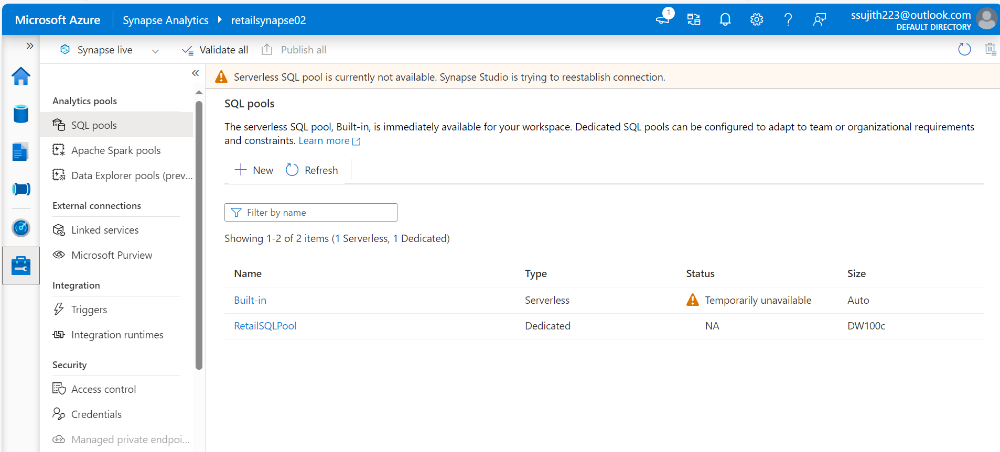 Microsoft Azure
Synapse Analytics
retailsynapse02
1
ssujith223@outlook.com
DEFAULT DIRECTORY
Synapse live
Validate all
Publish all
Serverless SQL pool is currently not available. Synapse Studio is trying to reestablish connection.
Analytics pools
SQL pools
Apache Spark pools
Data Explorer pools (prev...
External connections
Linked services
Microsoft Purview
Integration
Triggers
Integration runtimes
Security
Access control
Credentials
Managed private endpoi...
SQL pools
The serverless SQL pool, Built-in, is immediately available for your workspace. Dedicated SQL pools can be configured to adapt to team or organizational requirements
and constraints. Learn more
New
Refresh
Filter by name
Showing 1-2 of 2 items (1 Serverless, 1 Dedicated)
Name Type Status Size
Built-in Serverless Temporarily unavailable Auto
RetailSQLPool Dedicated NA DW100c